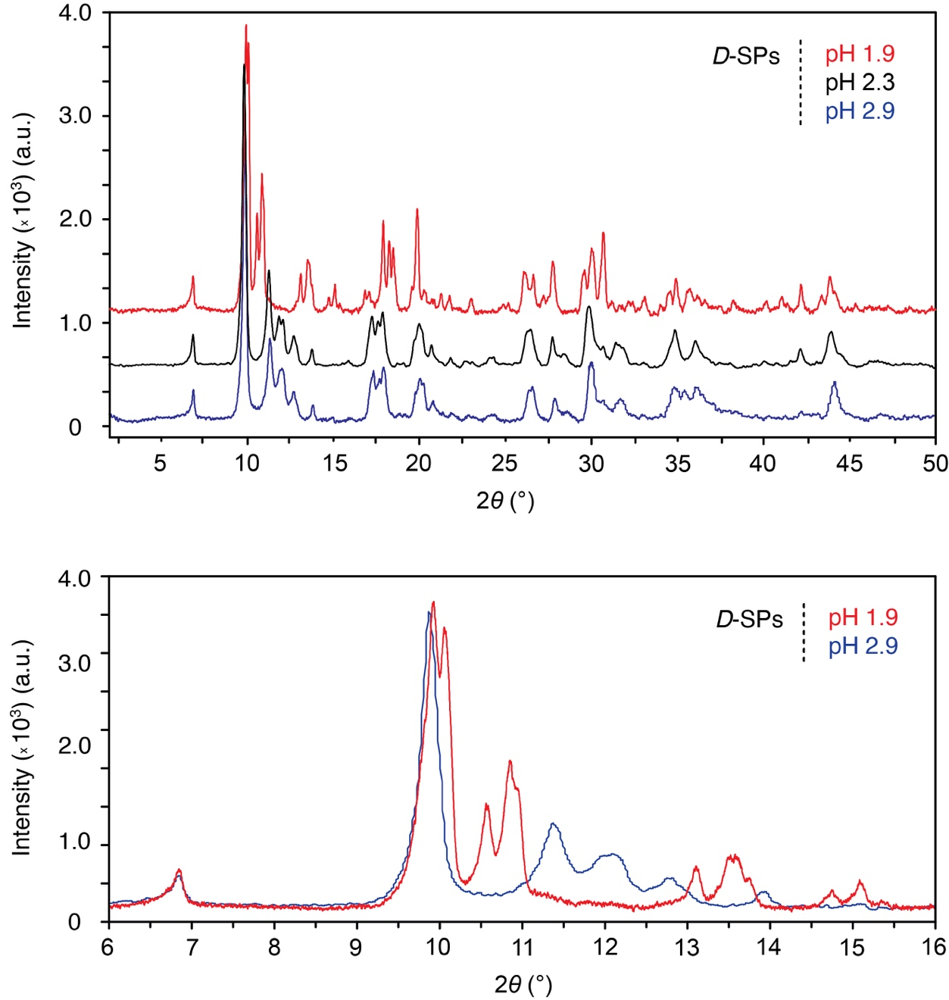 4.0
3.0
2.0
1.0
0
Intensity (x 10³) (a.u.)
D-SPs
pH 1.9
pH 2.3
pH 2.9
5 10 15 20 25 30 35 40 45 50
2θ (°)
4.0
3.0
2.0
1.0
0
Intensity (x 10³) (a.u.)
D-SPs
pH 1.9
pH 2.9
6 7 8 9 10 11 12 13 14 15 16
2θ (°)